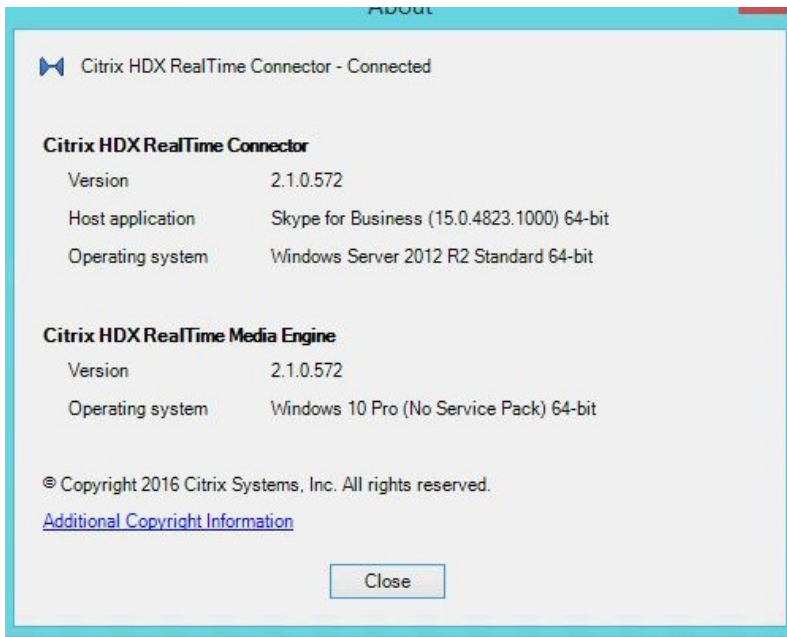 About
Citrix HDX RealTime Connector - Connected
Citrix HDX RealTime Connector
Version 2.1.0.572
Host application Skype for Business (15.0.4823.1000) 64-bit
Operating system Windows Server 2012 R2 Standard 64-bit
Citrix HDX RealTime Media Engine
Version 2.1.0.572
Operating system Windows 10 Pro (No Service Pack) 64-bit
© Copyright 2016 Citrix Systems, Inc. All rights reserved.
Additional Copyright Information
Close